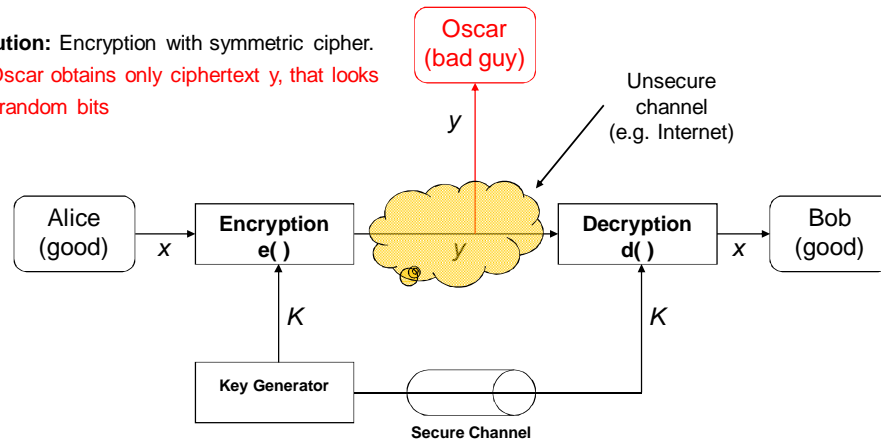 ution: Encryption with symmetric cipher.
Oscar obtains only ciphertext y, that looks
random bits
Oscar
(bad guy)
y
Unsecure
channel
(e.g. Internet)
Alice
(good)
x
Encryption
e( )
y
Decryption
d( )
x
Bob
(good)
K
K
Key Generator
Secure Channel